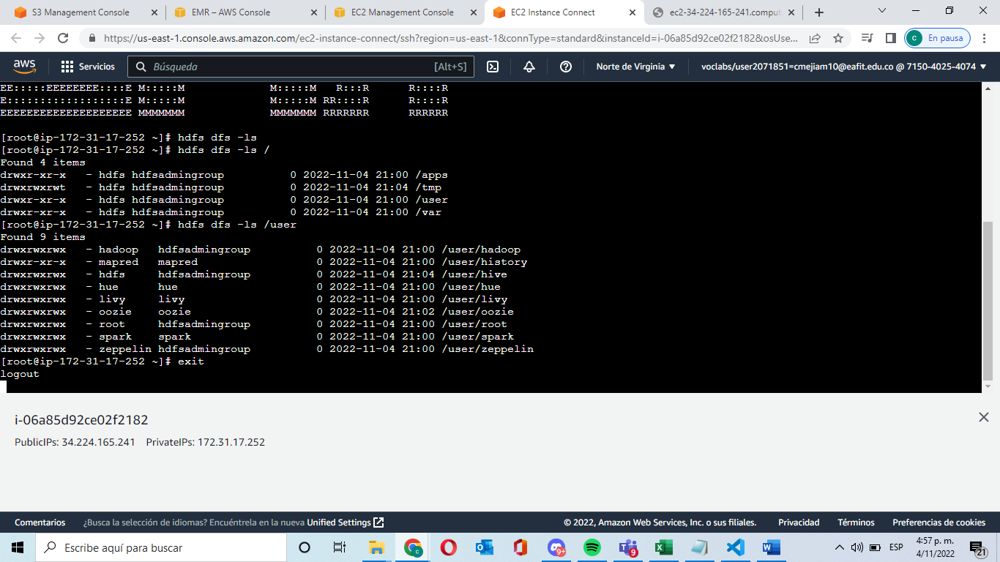 S3 Management Console
EMR – AWS Console
EC2 Management Console
EC2 Instance Connect
ec2-34-224-165-241.comput
https://us-east-1.console.aws.amazon.com/ec2-instance-connect/ssh?region=us-east-1&connType=standard&instanceId=i-06a85d92ce02f2182&osUse...
c
En pausa
aws
Servicios
Búsqueda
[Alt+S]
Norte de Virginia
voclabs/user2071851=cmejiam10@eafit.edu.co @ 7150-4025-4074
EE:::::EEEEEEEE::::E M:::::M             M:::::M   R:::R      R::::R
E::::::::::::::::::E M:::::M             M:::::M RR::::R      R::::R
EEEEEEEEEEEEEEEEEEEE MMMMMMM             MMMMMMM RRRRRRR      RRRRRR
[root@ip-172-31-17-252 ~]# hdfs dfs -ls
[root@ip-172-31-17-252 ~]# hdfs dfs -ls /
Found 4 items
drwxr-xr-x   - hdfs hdfsadmingroup          0 2022-11-04 21:00 /apps
drwxrwxrwt   - hdfs hdfsadmingroup          0 2022-11-04 21:04 /tmp
drwxr-xr-x   - hdfs hdfsadmingroup          0 2022-11-04 21:00 /user
drwxr-xr-x   - hdfs hdfsadmingroup          0 2022-11-04 21:00 /var
[root@ip-172-31-17-252 ~]# hdfs dfs -ls /user
Found 9 items
drwxrwxrwx   - hadoop   hdfsadmingroup          0 2022-11-04 21:00 /user/hadoop
drwxr-xr-x   - mapred   mapred                  0 2022-11-04 21:00 /user/history
drwxrwxrwx   - hdfs     hdfsadmingroup          0 2022-11-04 21:04 /user/hive
drwxrwxrwx   - hue      hue                     0 2022-11-04 21:00 /user/hue
drwxrwxrwx   - livy     livy                    0 2022-11-04 21:00 /user/livy
drwxrwxrwx   - oozie    oozie                   0 2022-11-04 21:02 /user/oozie
drwxrwxrwx   - root     hdfsadmingroup          0 2022-11-04 21:00 /user/root
drwxrwxrwx   - spark    spark                   0 2022-11-04 21:00 /user/spark
drwxrwxrwx   - zeppelin hdfsadmingroup          0 2022-11-04 21:00 /user/zeppelin
[root@ip-172-31-17-252 ~]# exit
logout
i-06a85d92ce02f2182
PublicIPs: 34.224.165.241    PrivateIPs: 172.31.17.252
Comentarios
¿Busca la selección de idiomas? Encuéntrela en la nueva Unified Settings
© 2022, Amazon Web Services, Inc. o sus filiales.
Privacidad
Términos
Preferencias de cookies
Escribe aquí para buscar
9+
9
ESP
4:57 p. m.
4/11/2022
21